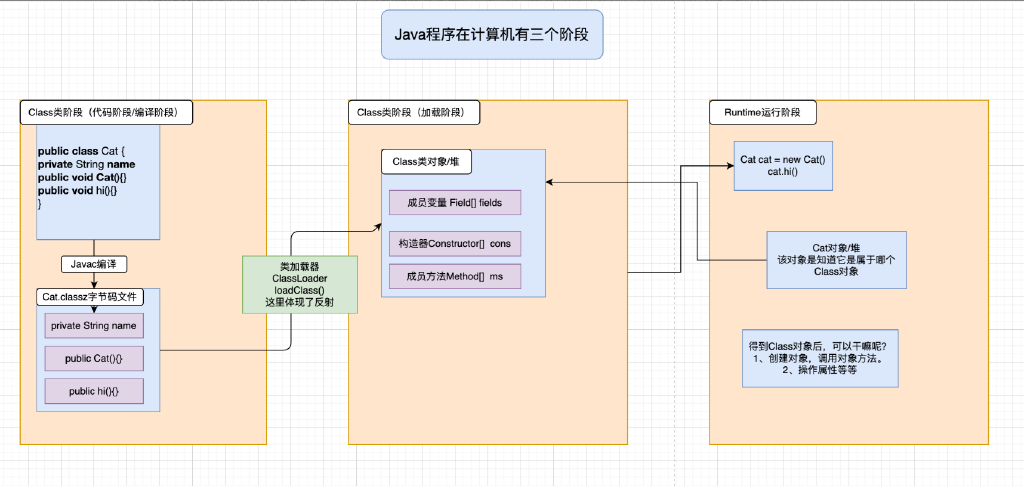 Java程序在计算机有三个阶段
Class类阶段（代码阶段/编译阶段）
public class Cat {
private String name
public void Cat(){}
public void hi(){}
}
Javac编译
Cat.classz字节码文件
private String name
public Cat(){}
public hi(){}
类加载器
ClassLoader
loadClass()
这里体现了反射
Class类阶段（加载阶段）
Class类对象/堆
成员变量 Field[] fields
构造器Constructor[] cons
成员方法Method[] ms
Runtime运行阶段
Cat cat = new Cat()
cat.hi()
Cat对象/堆
该对象是知道它是属于哪个
Class对象
得到Class对象后，可以干嘛呢?
1、创建对象，调用对象方法。
2、操作属性等等